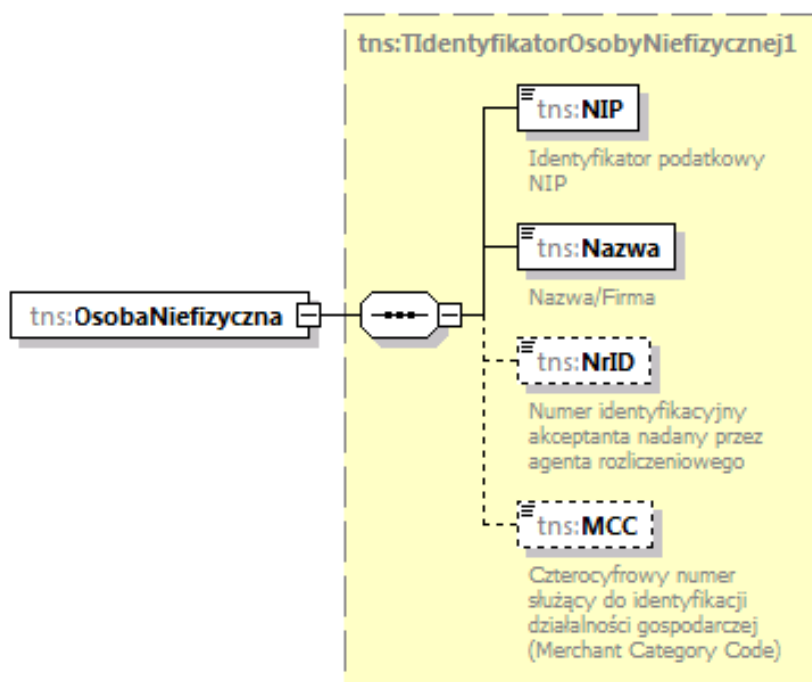 tns:TIdentyfikatorOsobyNiefizycznej1
tns:NIP
Identyfikator podatkowy
NIP
tns:Nazwa
Nazwa/Firma
tns:OsobaNiefizyczna
tns:NrID
Numer identyfikacyjny
akceptanta nadany przez
agenta rozliczeniowego
tns:MCC
Czterocyfrowy numer
służący do identyfikacji
działalności gospodarczej
(Merchant Category Code)